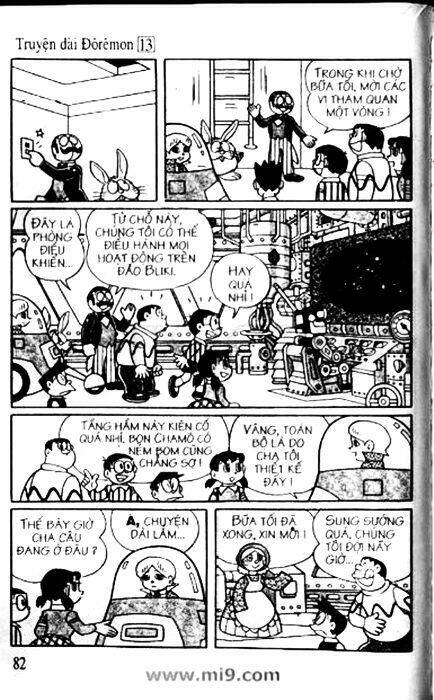 Truyện dài Đôrêmon 13
TRONG KHI CHỜ
BỮA TỐI, MỜI CÁC
VỊ THAM QUAN
MỘT VÒNG !
ĐÂY LÀ
PHÒNG
ĐIỀU
KHIỂN...
TỪ CHỖ NÀY,
CHÚNG TÔI CÓ THỂ
ĐIỀU HÀNH MỌI
HOẠT ĐỘNG TRÊN
ĐẢO BLIKI.
HAY
QUÁ
NHỈ !
TẦNG HẦM NÀY KIÊN CỐ
QUÁ NHỈ, BỌN CHAMÔ CÓ
NÉM BOM CŨNG
CHẲNG SỢ !
VÂNG, TOÀN
BỘ LÀ DO
CHA TÔI
THIẾT KẾ
ĐẤY !
THẾ BÂY GIỜ
CHA CẬU
ĐANG Ở ĐÂU ?
À, CHUYỆN
DÀI LẮM...
BỮA TỐI ĐÃ
XONG, XIN MỜI !
SUNG SƯỚNG
QUÁ, CHÚNG
TÔI ĐỢI NÃY
GIỜ...
82
www.mi9.com